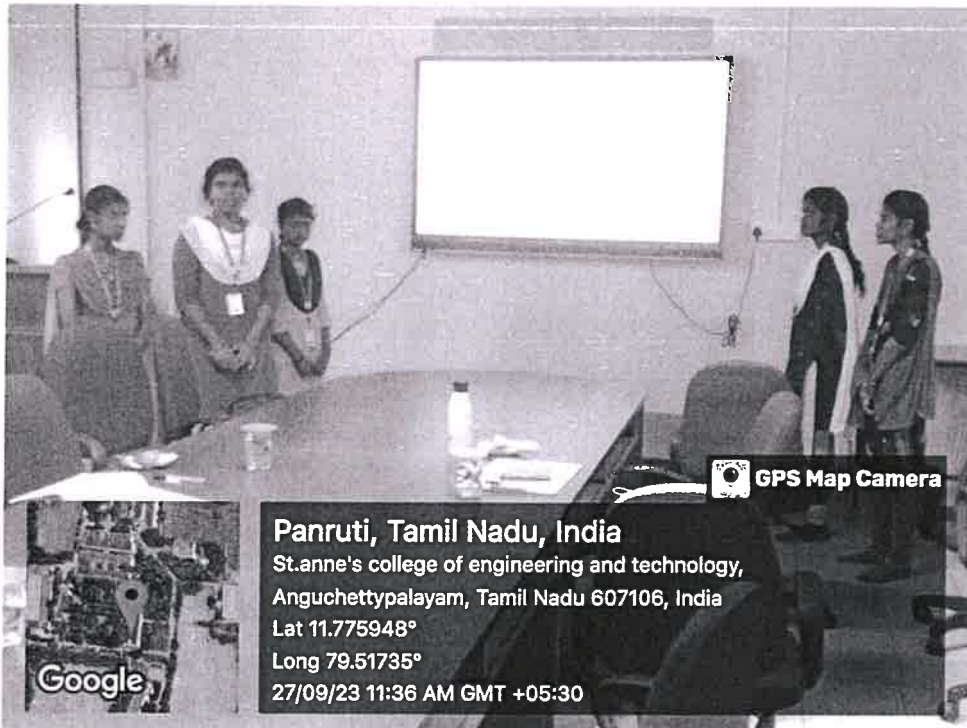 GPS Map Camera
Panruti, Tamil Nadu, India
St.anne's college of engineering and technology,
Anguchettypalayam, Tamil Nadu 607106, India
Lat 11.775948°
Long 79.51735°
27/09/23 11:36 AM GMT +05:30
Google